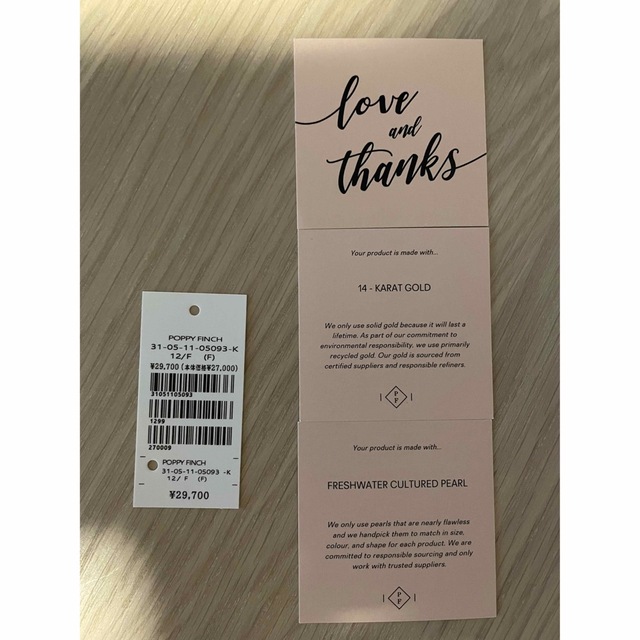 love
and
thanks
Your product is made with...
14 - KARAT GOLD
We only use solid gold because it will last a
lifetime. As part of our commitment to
environmental responsibility, we use primarily
recycled gold. Our gold is sourced from
certified suppliers and responsible refiners.
P
F
Your product is made with...
FRESHWATER CULTURED PEARL
We only use pearls that are nearly flawless
and we handpick them to match in size,
colour, and shape for each product. We are
committed to responsible sourcing and only
work with trusted suppliers.
P
F
POPPY FINCH
31-05-11-05093-K
12/F (F)
¥29,700(本体価格¥27,000)
31051105093
1299
270009
POPPY FINCH
31-05-11-05093 -K
12/ F (F)
¥29,700